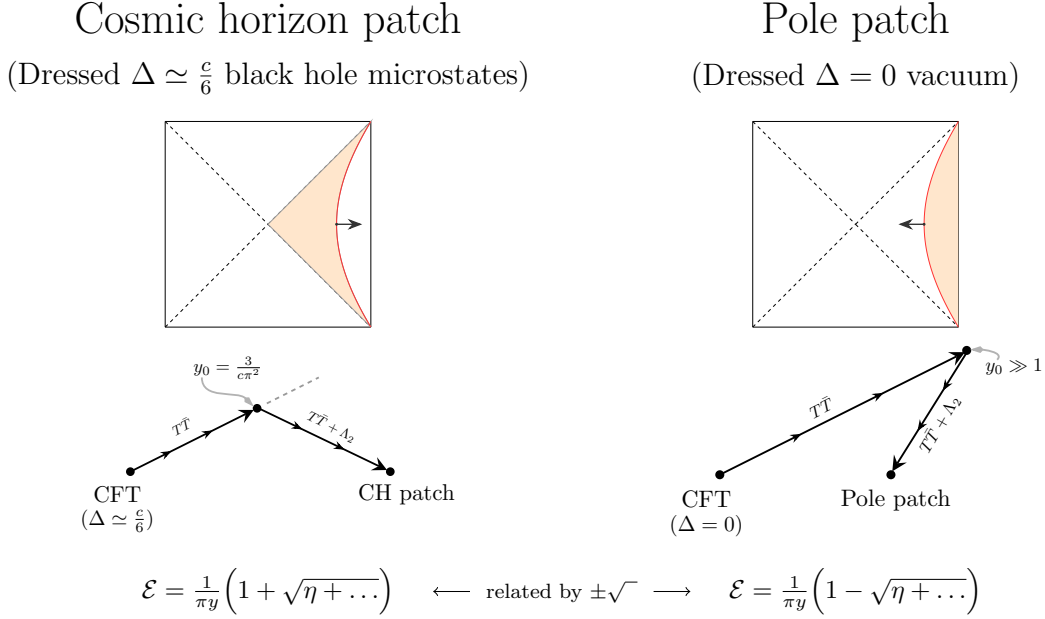 Cosmic horizon patch
(Dressed Δ ≃ c/6 black hole microstates)
y₀ = 3/(cπ²)
TT̄
TT̄ + Λ₂
CFT
(Δ ≃ c/6)
CH patch
Pole patch
(Dressed Δ = 0 vacuum)
y₀ ≫ 1
TT̄
TT̄ + Λ₂
CFT
(Δ = 0)
Pole patch
ℰ = 1/(πy) (1 + √(η + …))
⟵ related by ±√ ⟶
ℰ = 1/(πy) (1 − √(η + …))